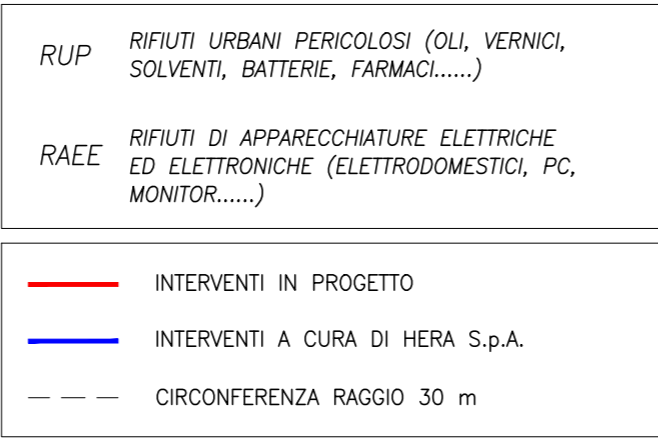 RUP RIFIUTI URBANI PERICOLOSI (OLI, VERNICI,
SOLVENTI, BATTERIE, FARMACI......)
RAEE RIFIUTI DI APPARECCHIATURE ELETTRICHE
ED ELETTRONICHE (ELETTRODOMESTICI, PC,
MONITOR......)
INTERVENTI IN PROGETTO
INTERVENTI A CURA DI HERA S.p.A.
CIRCONFERENZA RAGGIO 30 m